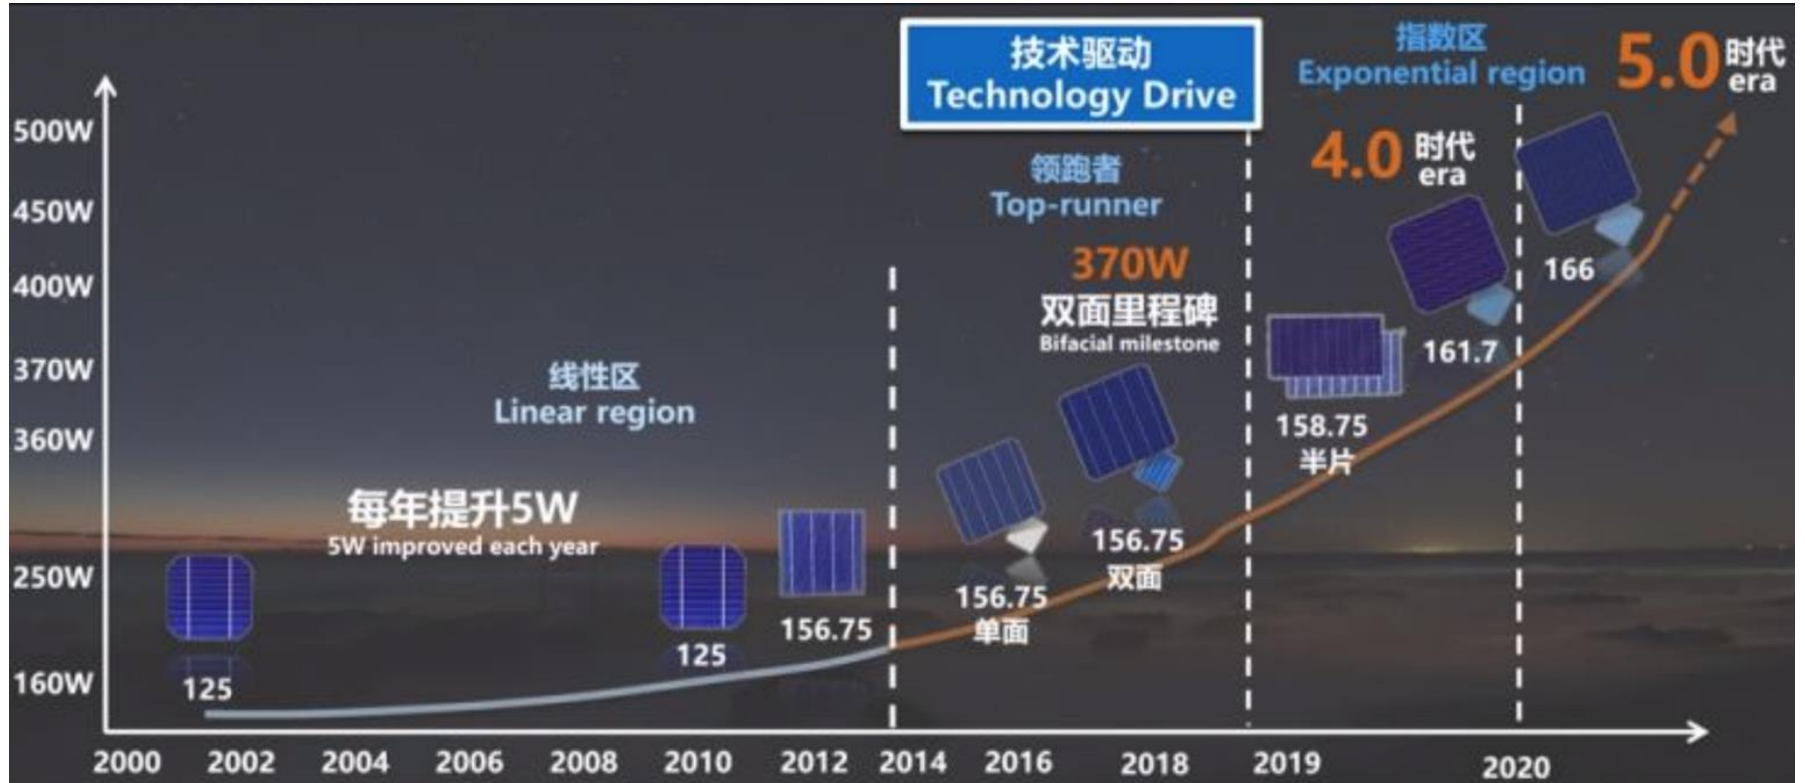 技术驱动
Technology Drive
指数区
Exponential region
5.0 时代
era
4.0 时代
era
领跑者
Top-runner
370W
双面里程碑
Bifacial milestone
线性区
Linear region
每年提升5W
5W improved each year
500W
450W
400W
370W
360W
250W
160W
125
125
156.75
156.75
单面
156.75
双面
158.75
半片
161.7
166
2000 2002 2004 2006 2008 2010 2012 2014 2016 2018 2019 2020